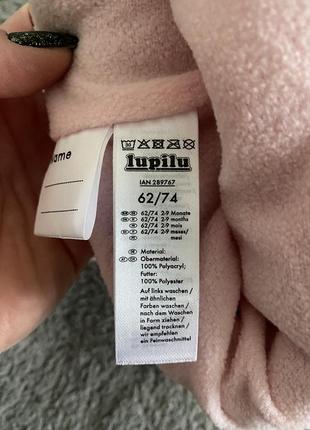 Name
30
lupilu
IAN 289767
62/74
62/74 2-9 Monate
62/74 2-9 months
62/74 2-9 mois
62/74 2-9 meses/
mesi
Material:
Obermaterial:
100% Polyacryl;
Futter:
100% Polyester
Auf links waschen /
mit ähnlichen
Farben waschen /
nach dem Waschen
in Form ziehen /
liegend trocknen /
wir empfehlen
ein Feinwaschmittel